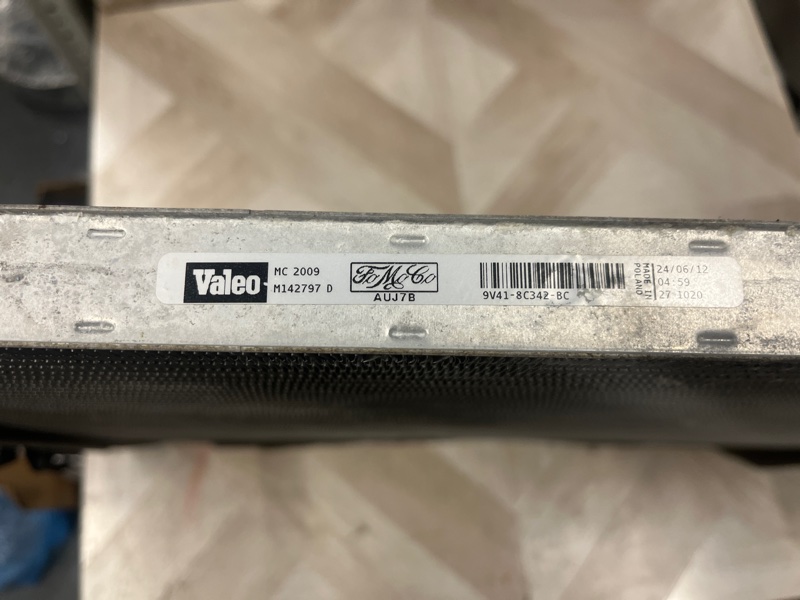 Valeo
MC 2009
M142797 D
FoMoCo
AUJ7B
9V41-8C342-BC
MADE IN
POLAND
24/06/12
04:59
27 1020